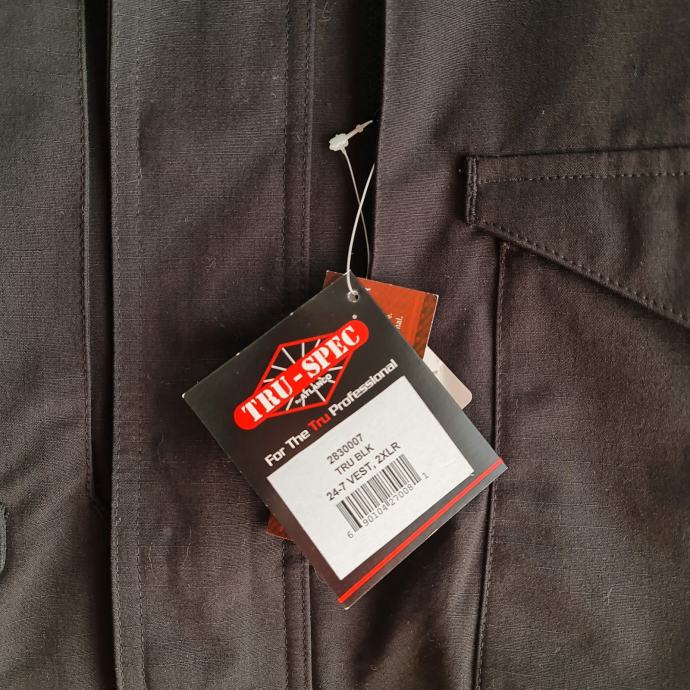 TRU-SPEC®
BY ATLANCO
For The Tru Professional
2830007
TRU BLK
24-7 VEST, 2XLR
6 90104 27008 1